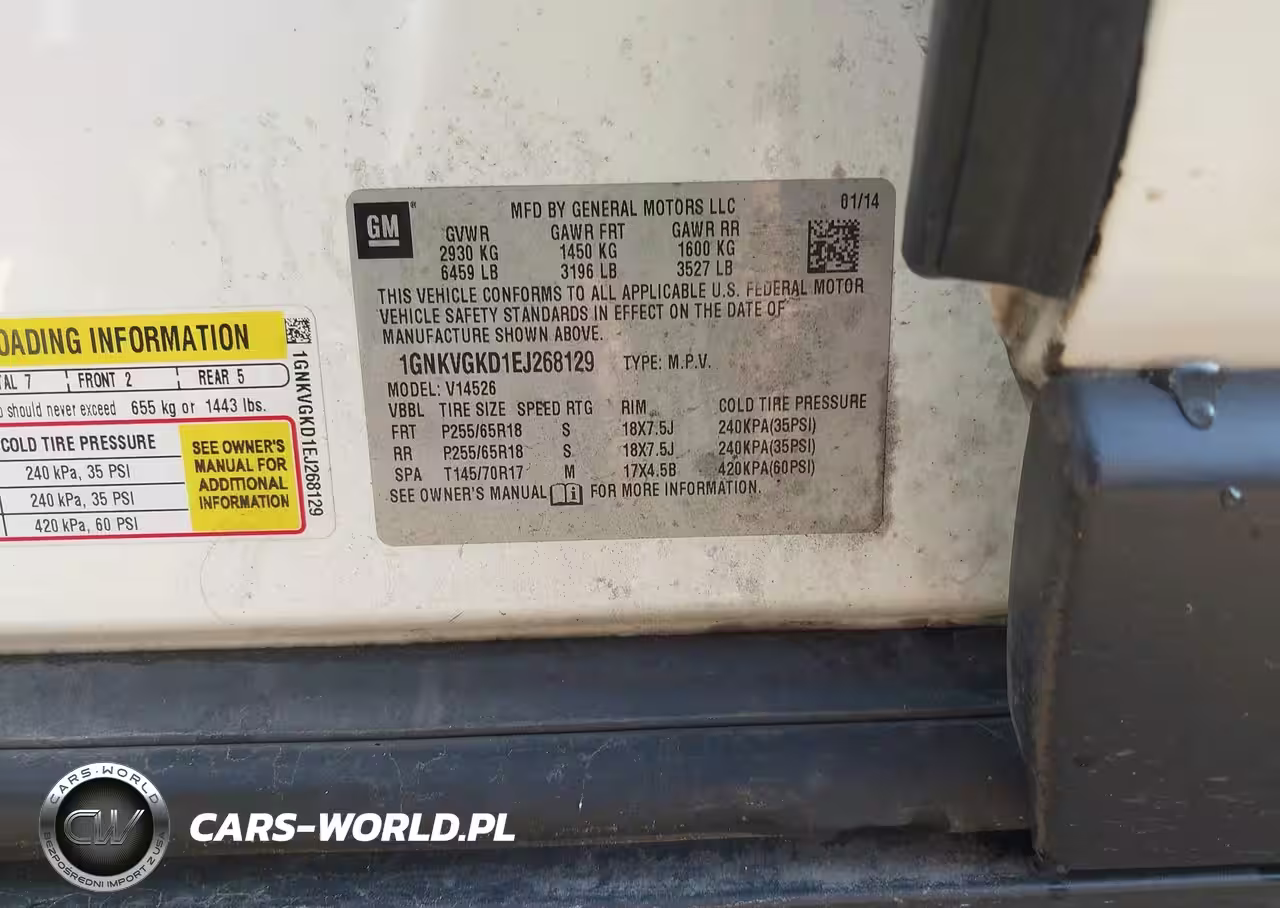 GM
MFD BY GENERAL MOTORS LLC
01/14
GVWR GAWR FRT GAWR RR
2930 KG 1450 KG 1600 KG
6459 LB 3196 LB 3527 LB
THIS VEHICLE CONFORMS TO ALL APPLICABLE U.S. FEDERAL MOTOR
VEHICLE SAFETY STANDARDS IN EFFECT ON THE DATE OF
MANUFACTURE SHOWN ABOVE.
1GNKVGKD1EJ268129 TYPE: M.P.V.
MODEL: V14526
VBBL TIRE SIZE SPEED RTG RIM COLD TIRE PRESSURE
FRT P255/65R18 S 18X7.5J 240KPA(35PSI)
RR P255/65R18 S 18X7.5J 240KPA(35PSI)
SPA T145/70R17 M 17X4.5B 420KPA(60PSI)
SEE OWNER'S MANUAL FOR MORE INFORMATION.
OADING INFORMATION
TAL 7 FRONT 2 REAR 5
o should never exceed 655 kg or 1443 lbs.
COLD TIRE PRESSURE
240 kPa, 35 PSI
240 kPa, 35 PSI
420 kPa, 60 PSI
SEE OWNER'S
MANUAL FOR
ADDITIONAL
INFORMATION
1GNKVGKD1EJ268129
CARS-WORLD
CW
BEZPOŚREDNI IMPORT Z USA
CARS-WORLD.PL